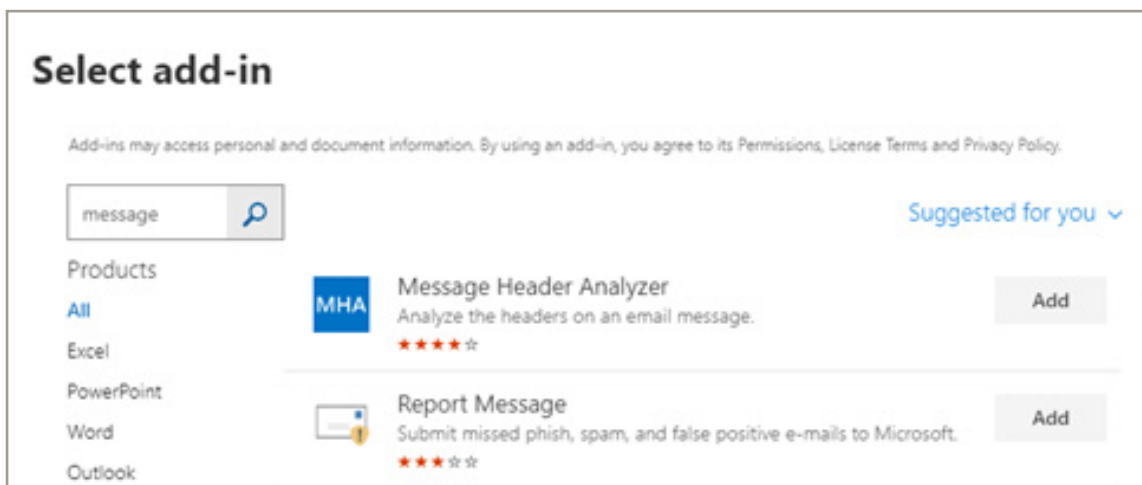 Select add-in
Add-ins may access personal and document information. By using an add-in, you agree to its Permissions, License Terms and Privacy Policy.
message
Suggested for you
Products
All
Excel
PowerPoint
Word
Outlook
MHA
Message Header Analyzer
Analyze the headers on an email message.
Add
Report Message
Submit missed phish, spam, and false positive e-mails to Microsoft.
Add